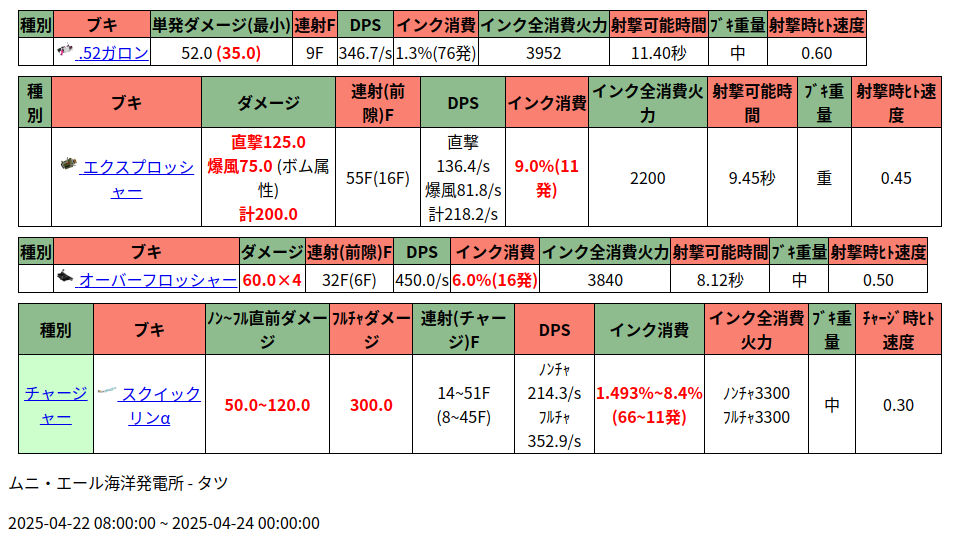 種別 ブキ 単発ダメージ(最小) 連射F DPS インク消費 インク全消費火力 射撃可能時間 ﾌﾞｷ重量 射撃時ﾋﾄ速度
.52ガロン 52.0 (35.0) 9F 346.7/s 1.3%(76発) 3952 11.40秒 中 0.60
種別 ブキ ダメージ 連射(前隙)F DPS インク消費 インク全消費火力 射撃可能時間 ﾌﾞｷ重量 射撃時ﾋﾄ速度
エクスプロッシャー 直撃125.0 爆風75.0 (ボム属性) 計200.0 55F(16F) 直撃136.4/s 爆風81.8/s 計218.2/s 9.0%(11発) 2200 9.45秒 重 0.45
種別 ブキ ダメージ 連射(前隙)F DPS インク消費 インク全消費火力 射撃可能時間 ﾌﾞｷ重量 射撃時ﾋﾄ速度
オーバーフロッシャー 60.0×4 32F(6F) 450.0/s 6.0%(16発) 3840 8.12秒 中 0.50
種別 ブキ ﾉﾝ~ﾌﾙ直前ダメージ ﾌﾙﾁｬダメージ 連射(チャージ)F DPS インク消費 インク全消費火力 ﾌﾞｷ重量 ﾁｬｰｼﾞ時ﾋﾄ速度
チャージャー スクイックリンα 50.0~120.0 300.0 14~51F (8~45F) ﾉﾝﾁｬ 214.3/s ﾌﾙﾁｬ 352.9/s 1.493%~8.4% (66~11発) ﾉﾝﾁｬ3300 ﾌﾙﾁｬ3300 中 0.30
ムニ・エール海洋発電所 - タツ
2025-04-22 08:00:00 ~ 2025-04-24 00:00:00